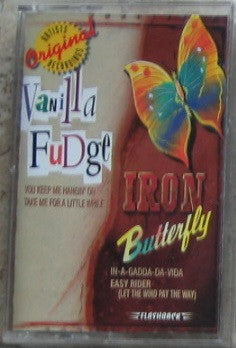 ORIGINAL
ARTISTS
Original
RECORDINGS
Vanilla
FuDge
YOU KEEP ME HANGIN' ON
TAKE ME FOR A LITTLE WHILE
IRON
Butterfly
IN-A-GADDA-DA-VIDA
EASY RIDER
(LET THE WIND PAY THE WAY)
FLASHBACK